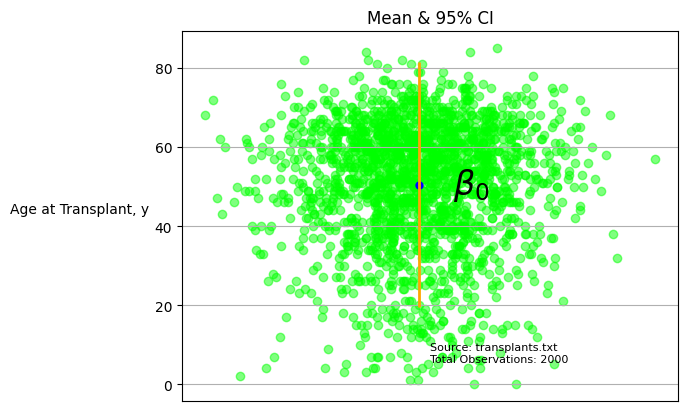 Mean & 95% CI
80
60
40
20
0
Age at Transplant, y
β0
Source: transplants.txt
Total Observations: 2000